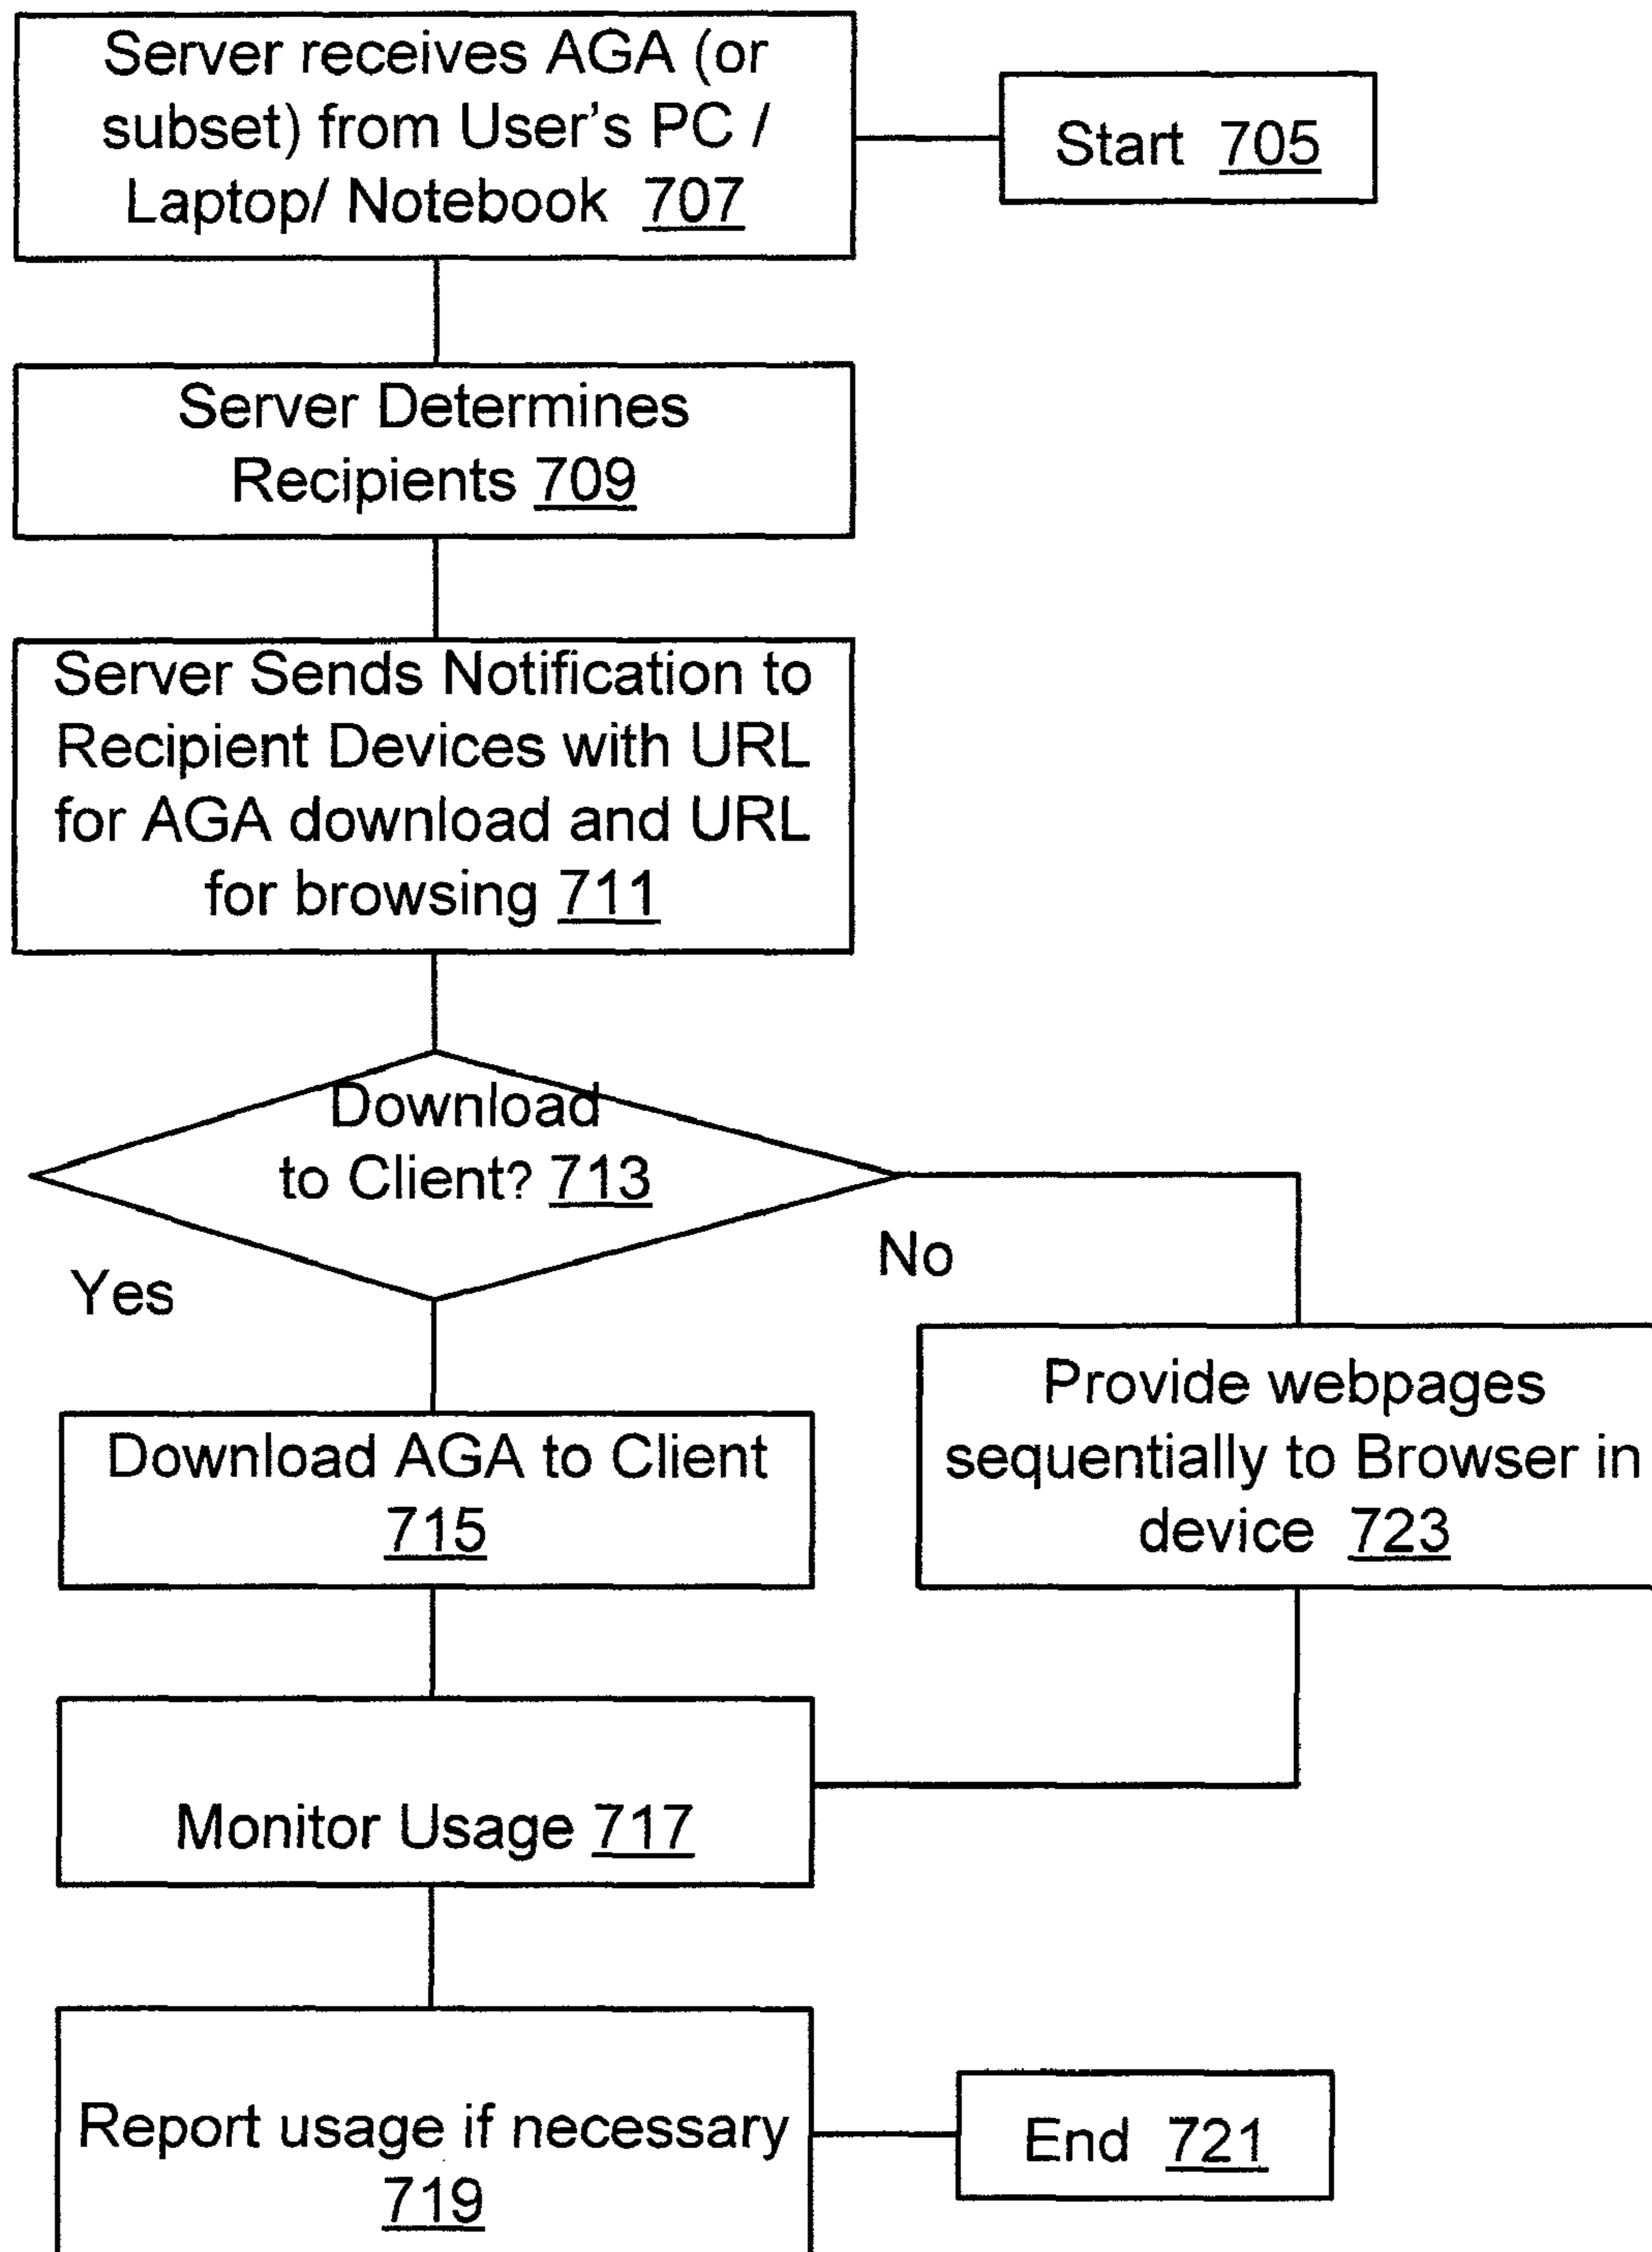 Server receives AGA (or
subset) from User's PC /
Laptop/ Notebook 707
Start 705
Server Determines
Recipients 709
Server Sends Notification to
Recipient Devices with URL
for AGA download and URL
for browsing 711
Download
to Client? 713
No
Yes
Download AGA to Client
715
Provide webpages
sequentially to Browser in
device 723
Monitor Usage 717
Report usage if necessary
719
End 721